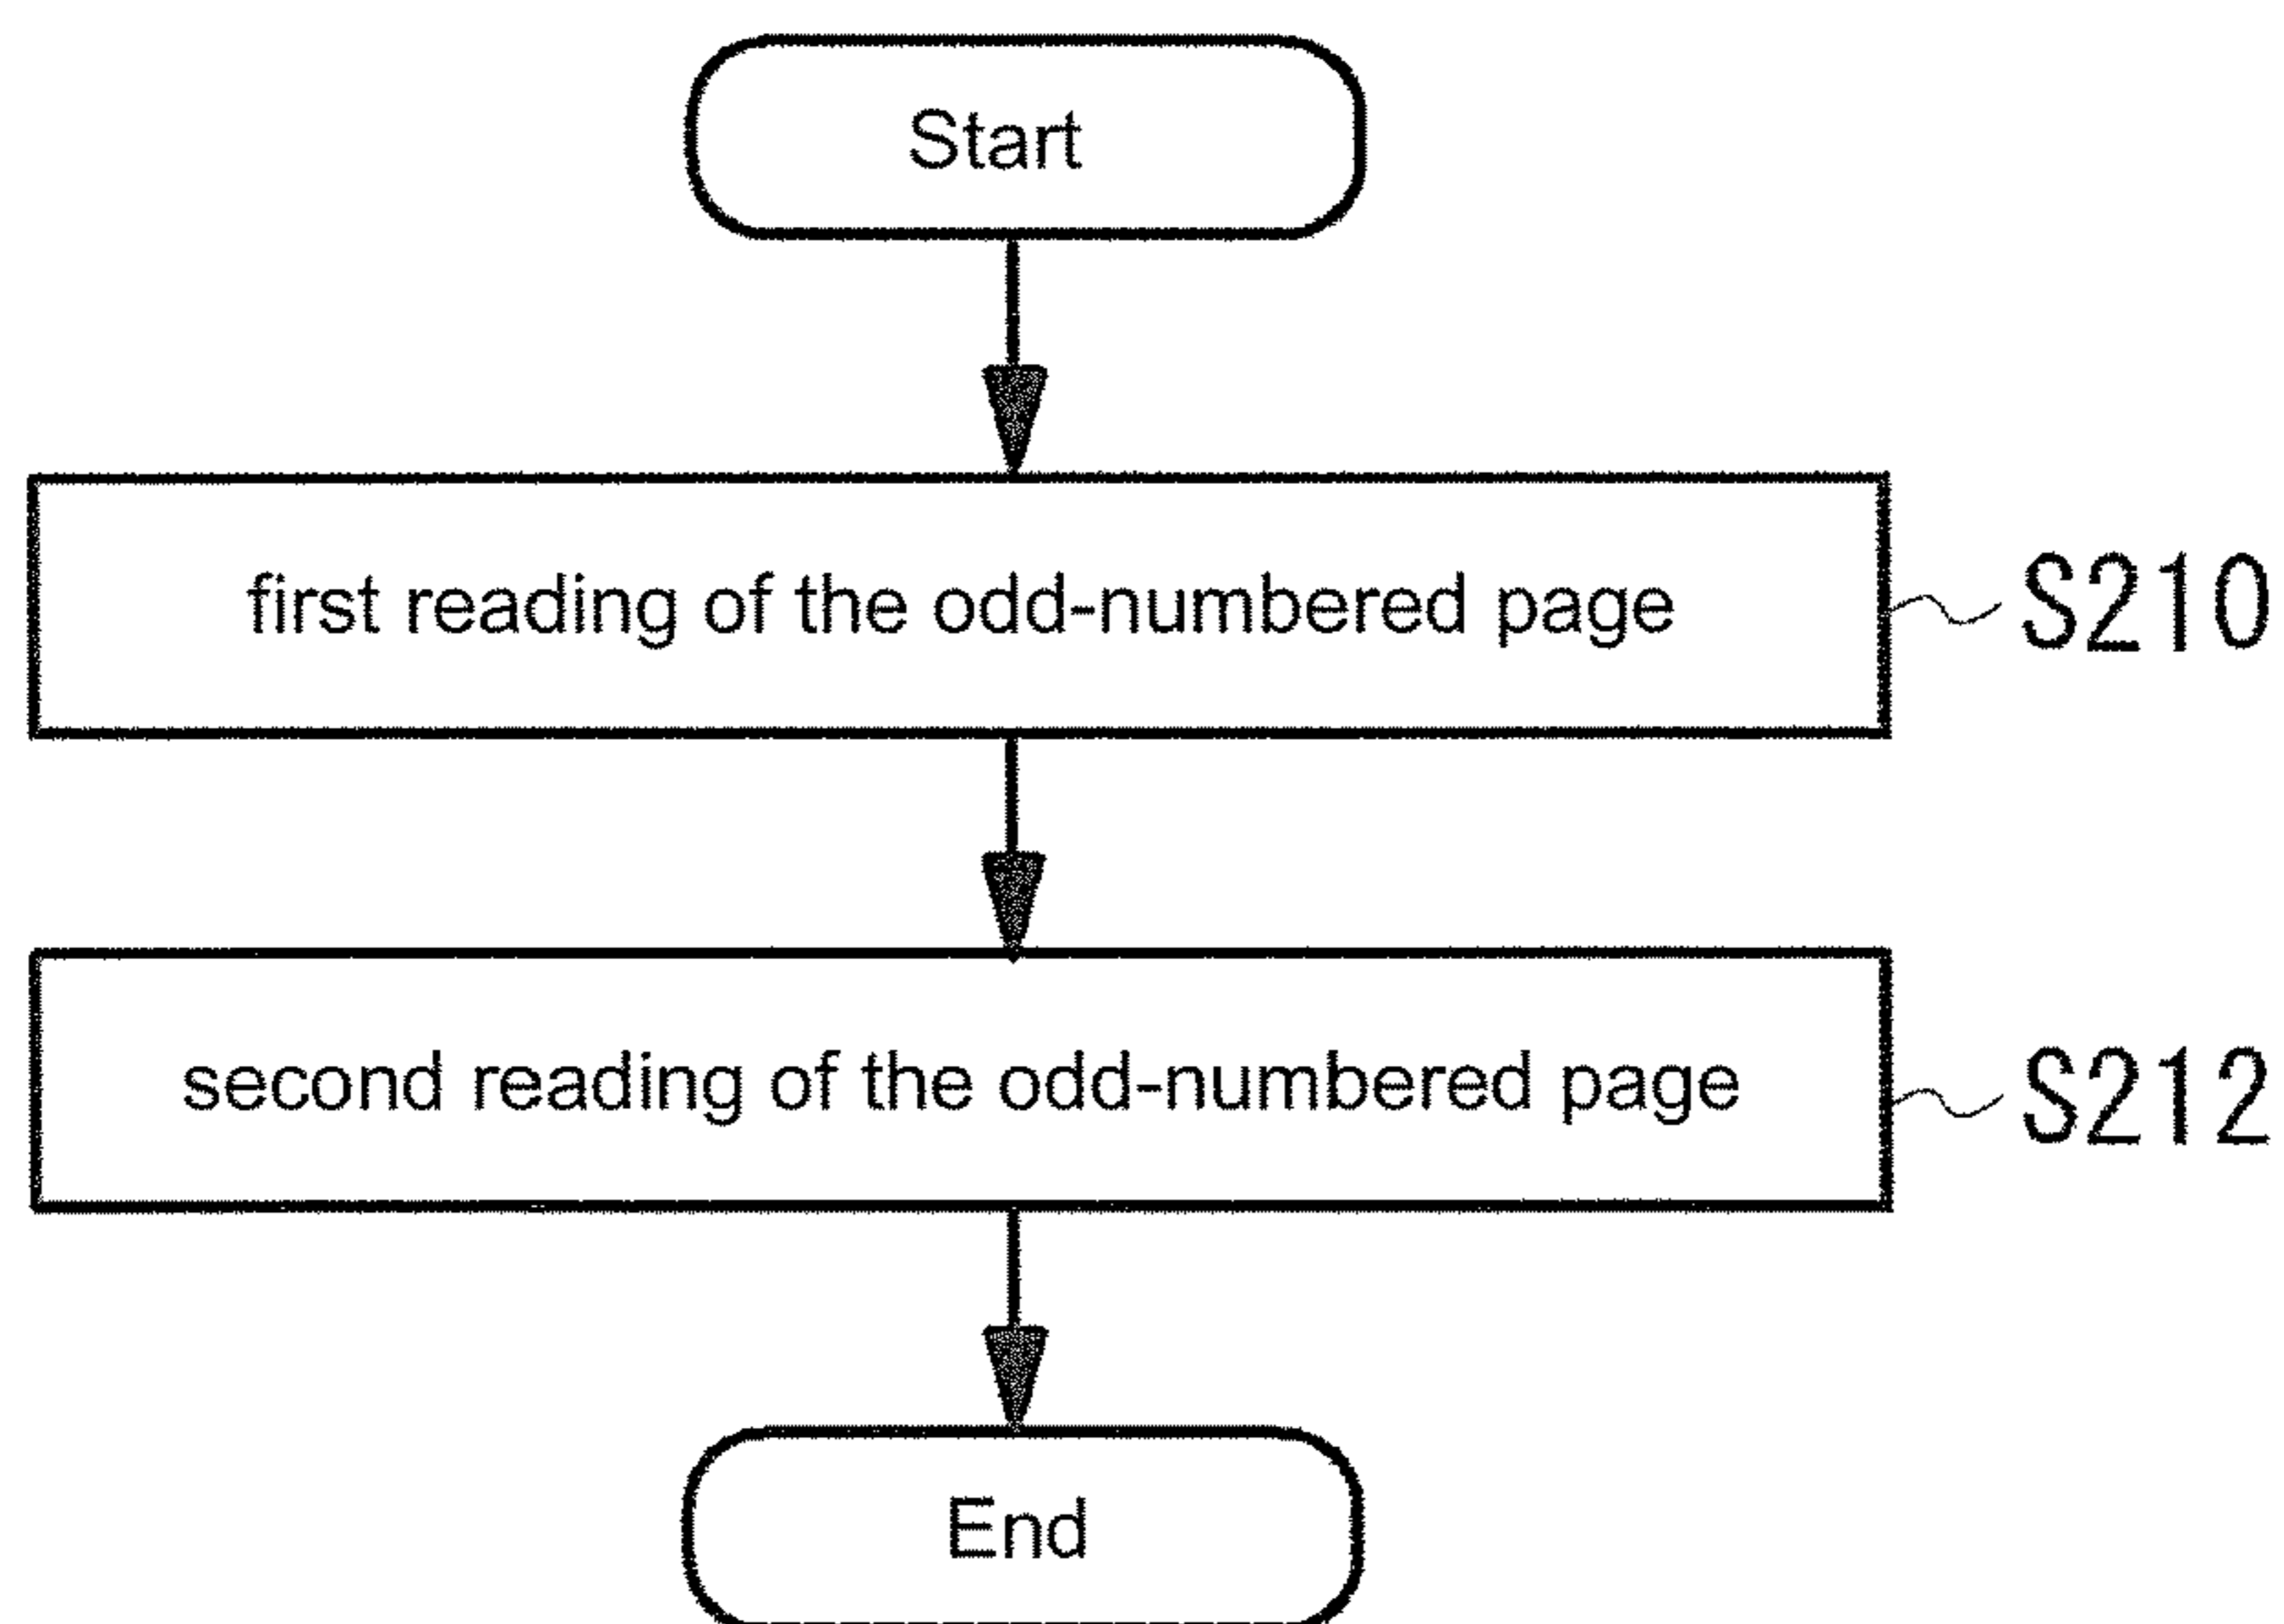 Start
first reading of the odd-numbered page
S210
second reading of the odd-numbered page
S212
End